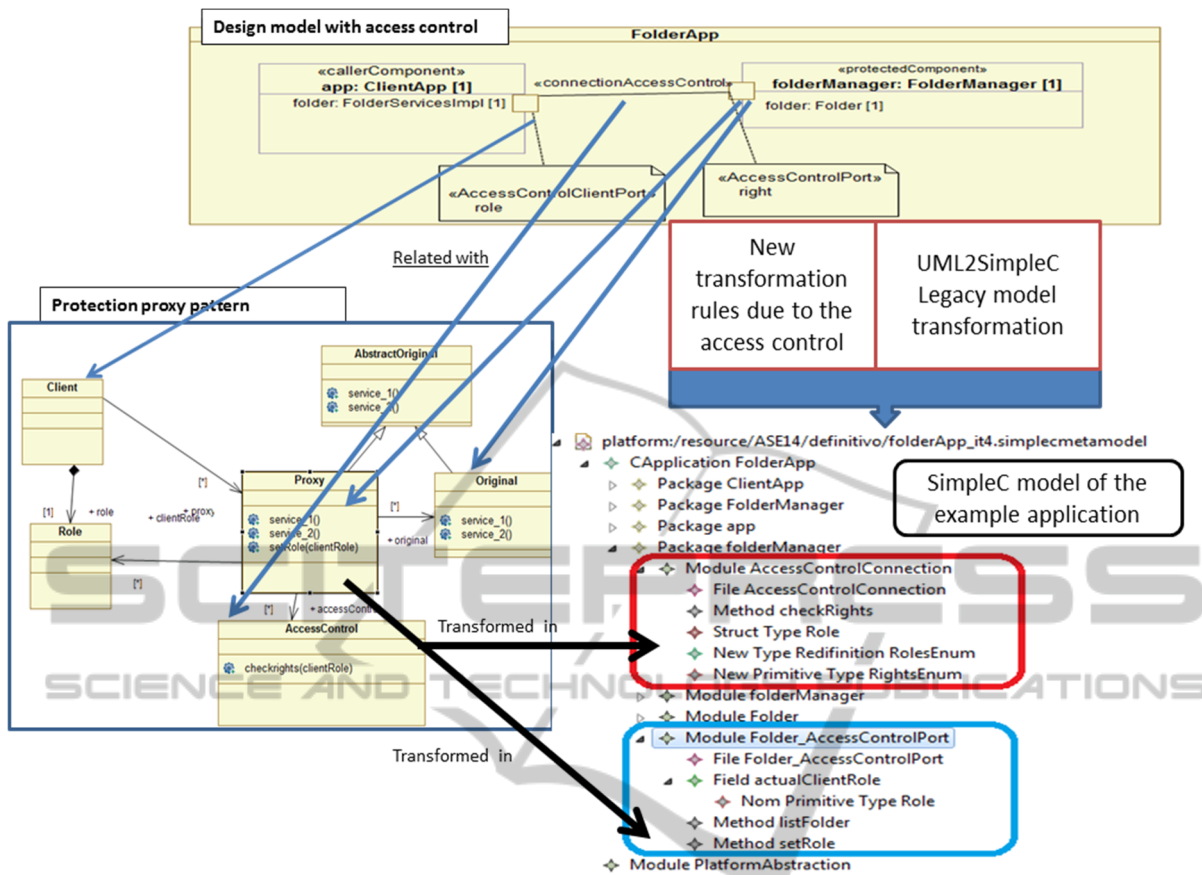 Design model with access control
FolderApp
«callerComponent»
app: ClientApp [1]
folder: FolderServicesImpl [1]
«connectionAccessControl»
«protectedComponent»
folderManager: FolderManager [1]
folder: Folder [1]
«AccessControlClientPort»
role
«AccessControlPort»
right
Related with
New
transformation
rules due to the
access control
UML2SimpleC
Legacy model
transformation
Protection proxy pattern
AbstractOriginal
service_1()
service_2()
Client
[*]
+ proxy
Proxy
service_1()
service_2()
setRole(clientRole)
[*]
+ original
Original
service_1()
service_2()
[1]
+ role
+ clientRole
Role
[*]
[*]
+ accessControl
AccessControl
checkrights(clientRole)
Transformed in
Transformed in
platform:/resource/ASE14/definitivo/folderApp_it4.simplecmetamodel
CApplication FolderApp
Package ClientApp
Package FolderManager
Package app
Package folderManager
Module AccessControlConnection
File AccessControlConnection
Method checkRights
Struct Type Role
New Type Redifinition RolesEnum
New Primitive Type RightsEnum
Module folderManager
Module Folder
Module Folder_AccessControlPort
File Folder_AccessControlPort
Field actualClientRole
Nom Primitive Type Role
Method listFolder
Method setRole
Module PlatformAbstraction
SimpleC model of the
example application
SCITEPRESS
SCIENCE AND TECHNOLOGY PUBLICATIONS